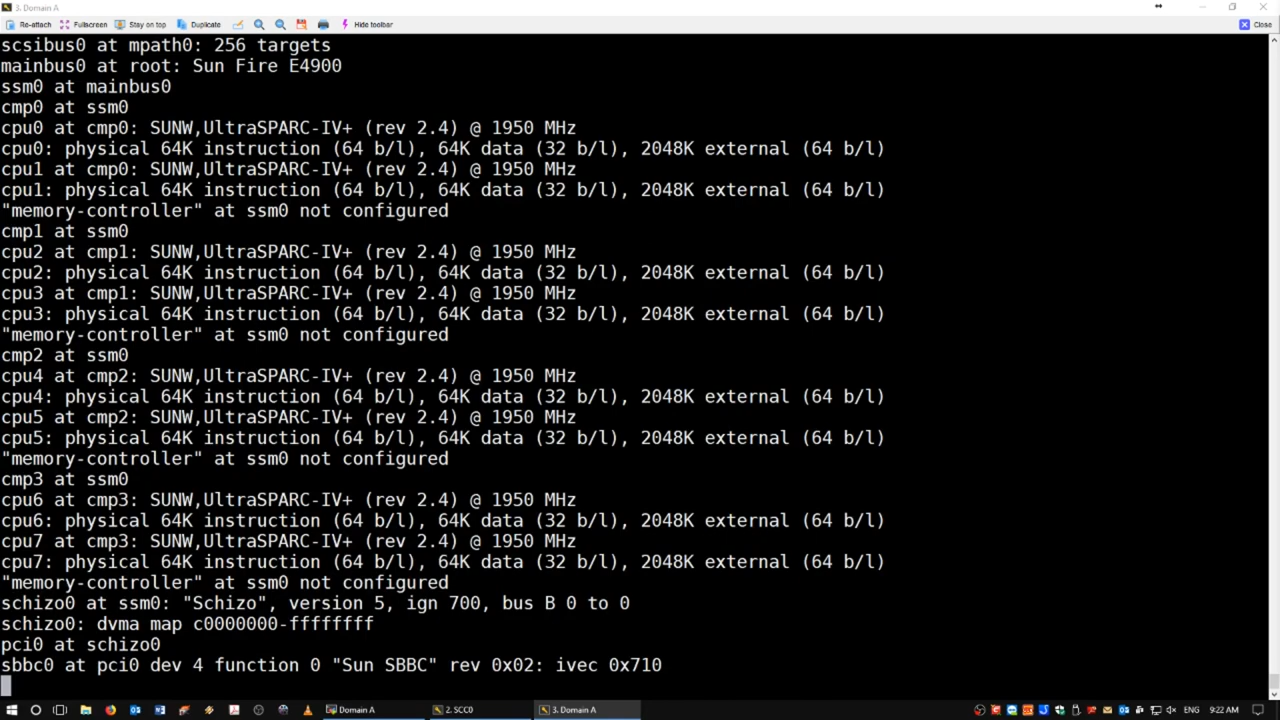 3. Domain A
Re-attach Fullscreen Stay on top Duplicate Hide toolbar Close
scsibus0 at mpath0: 256 targets
mainbus0 at root: Sun Fire E4900
ssm0 at mainbus0
cmp0 at ssm0
cpu0 at cmp0: SUNW,UltraSPARC-IV+ (rev 2.4) @ 1950 MHz
cpu0: physical 64K instruction (64 b/l), 64K data (32 b/l), 2048K external (64 b/l)
cpu1 at cmp0: SUNW,UltraSPARC-IV+ (rev 2.4) @ 1950 MHz
cpu1: physical 64K instruction (64 b/l), 64K data (32 b/l), 2048K external (64 b/l)
"memory-controller" at ssm0 not configured
cmp1 at ssm0
cpu2 at cmp1: SUNW,UltraSPARC-IV+ (rev 2.4) @ 1950 MHz
cpu2: physical 64K instruction (64 b/l), 64K data (32 b/l), 2048K external (64 b/l)
cpu3 at cmp1: SUNW,UltraSPARC-IV+ (rev 2.4) @ 1950 MHz
cpu3: physical 64K instruction (64 b/l), 64K data (32 b/l), 2048K external (64 b/l)
"memory-controller" at ssm0 not configured
cmp2 at ssm0
cpu4 at cmp2: SUNW,UltraSPARC-IV+ (rev 2.4) @ 1950 MHz
cpu4: physical 64K instruction (64 b/l), 64K data (32 b/l), 2048K external (64 b/l)
cpu5 at cmp2: SUNW,UltraSPARC-IV+ (rev 2.4) @ 1950 MHz
cpu5: physical 64K instruction (64 b/l), 64K data (32 b/l), 2048K external (64 b/l)
"memory-controller" at ssm0 not configured
cmp3 at ssm0
cpu6 at cmp3: SUNW,UltraSPARC-IV+ (rev 2.4) @ 1950 MHz
cpu6: physical 64K instruction (64 b/l), 64K data (32 b/l), 2048K external (64 b/l)
cpu7 at cmp3: SUNW,UltraSPARC-IV+ (rev 2.4) @ 1950 MHz
cpu7: physical 64K instruction (64 b/l), 64K data (32 b/l), 2048K external (64 b/l)
"memory-controller" at ssm0 not configured
schizo0 at ssm0: "Schizo", version 5, ign 700, bus B 0 to 0
schizo0: dvma map c0000000-ffffffff
pci0 at schizo0
sbbc0 at pci0 dev 4 function 0 "Sun SBBC" rev 0x02: ivec 0x710
Domain A 2. SCC0 3. Domain A ENG 9:22 AM